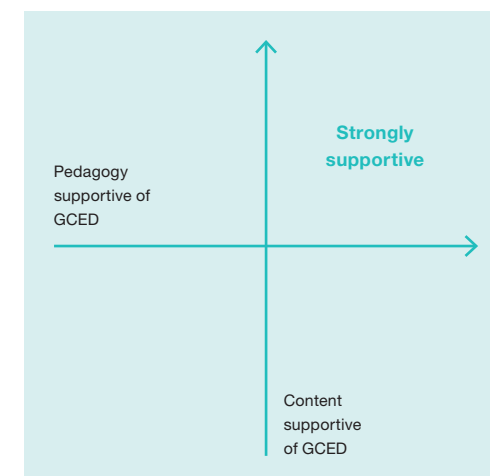 Strongly
supportive
Pedagogy
supportive of
GCED
Content
supportive
of GCED